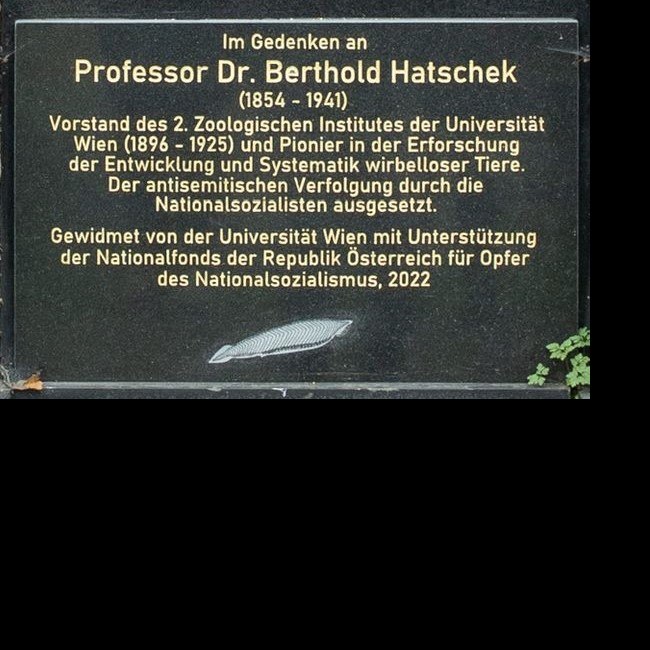 Im Gedenken an
Professor Dr. Berthold Hatschek
(1854 - 1941)
Vorstand des 2. Zoologischen Institutes der Universität
Wien (1896 - 1925) und Pionier in der Erforschung
der Entwicklung und Systematik wirbelloser Tiere.
Der antisemitischen Verfolgung durch die
Nationalsozialisten ausgesetzt.
Gewidmet von der Universität Wien mit Unterstützung
der Nationalfonds der Republik Österreich für Opfer
des Nationalsozialismus, 2022